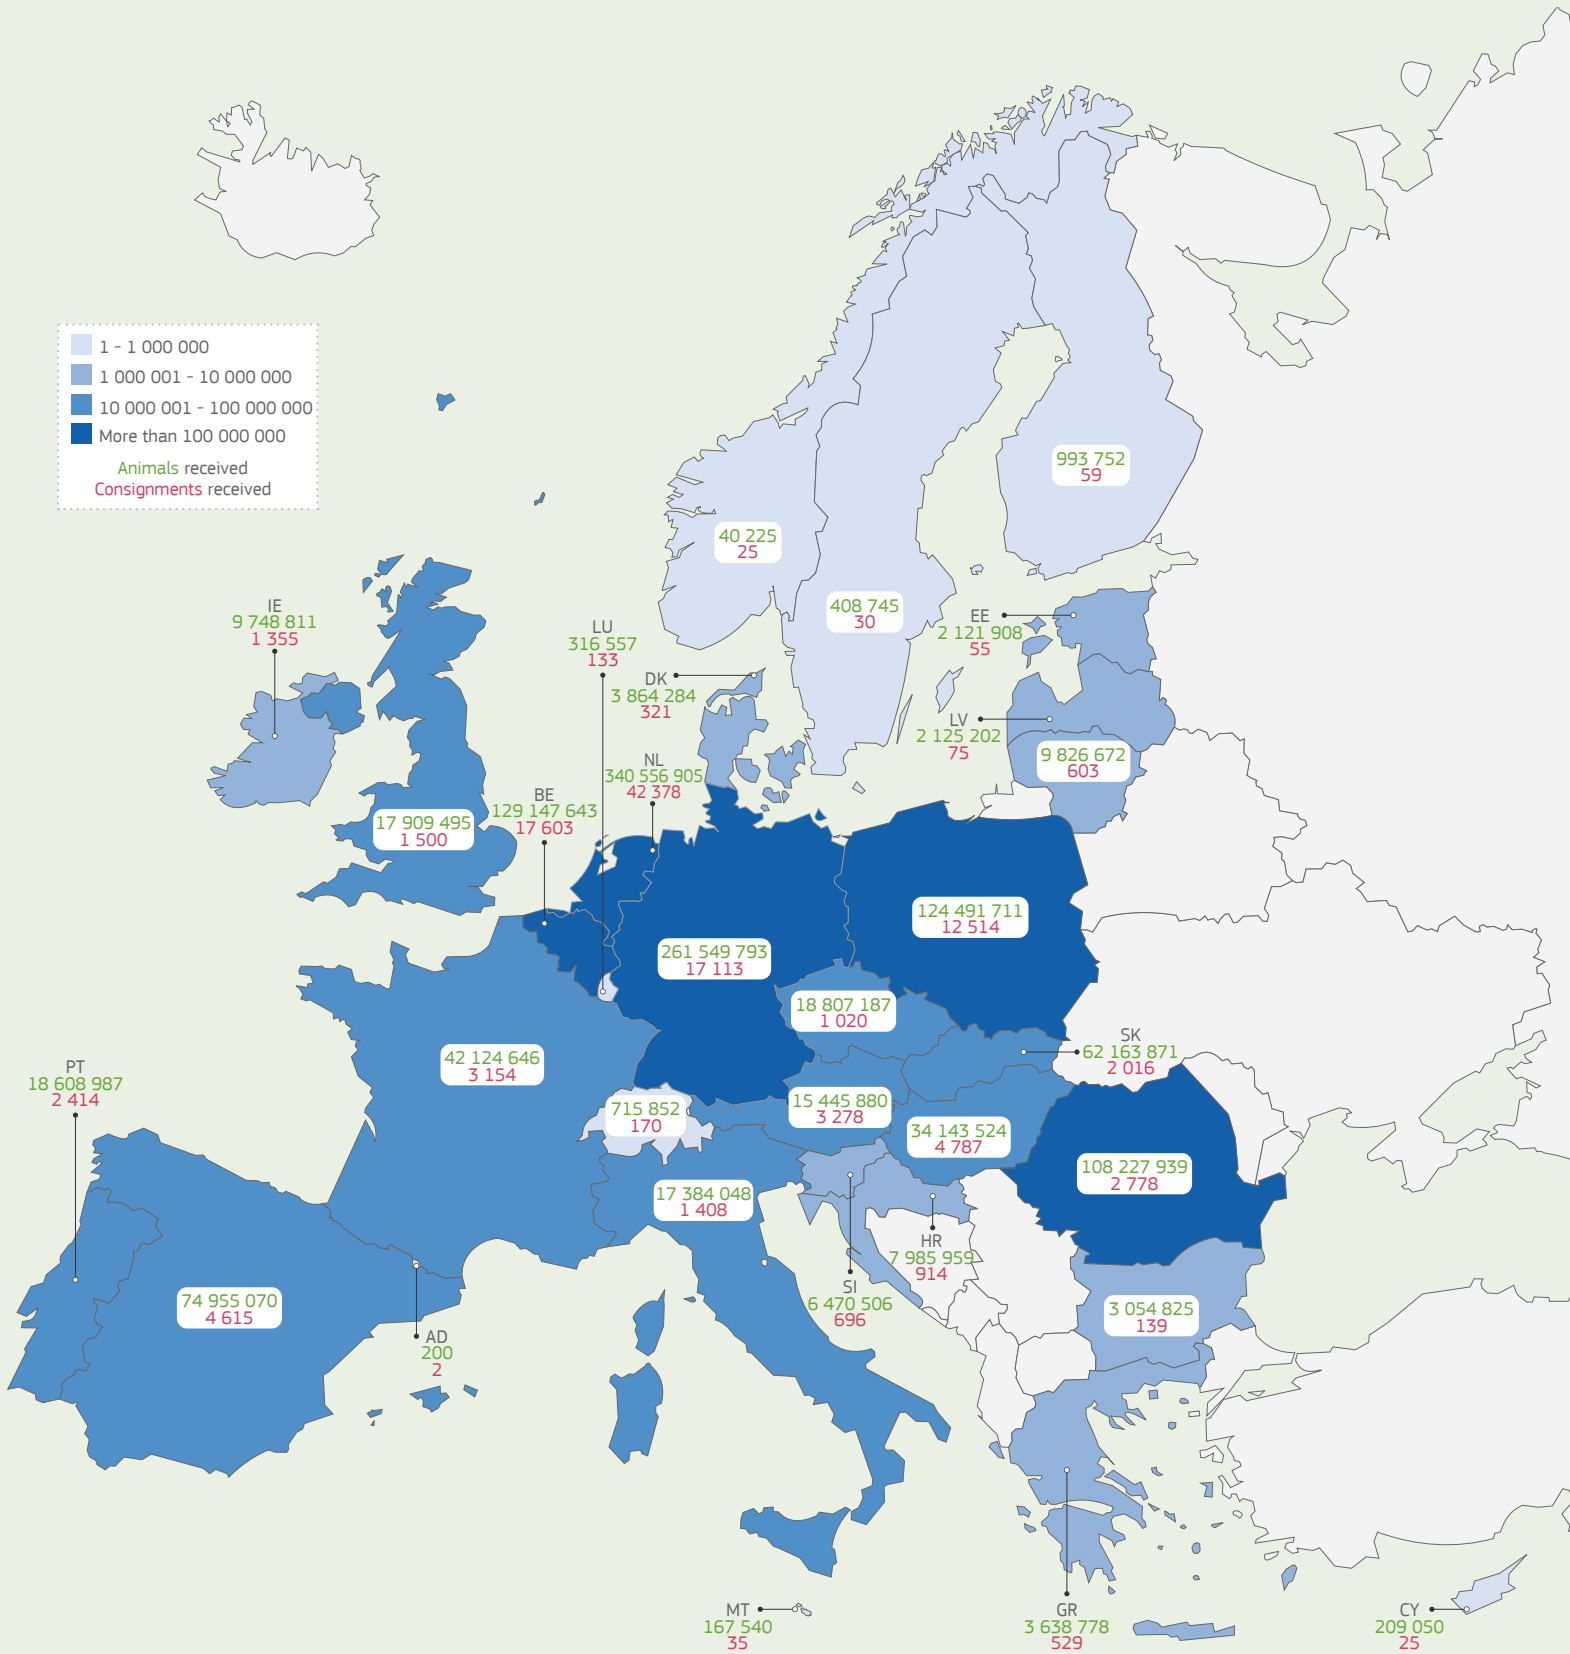 1 - 1 000 000
1 000 001 - 10 000 000
10 000 001 - 100 000 000
More than 100 000 000
Animals received
Consignments received
993 752
59
40 225
25
408 745
30
IE
9 748 811
1 355
LU
316 557
133
EE
2 121 908
55
DK
3 864 284
321
LV
2 125 202
75
9 826 672
603
NL
340 556 905
42 378
BE
129 147 643
17 603
17 909 495
1 500
124 491 711
12 514
261 549 793
17 113
18 807 187
1 020
SK
62 163 871
2 016
42 124 646
3 154
PT
18 608 987
2 414
715 852
170
15 445 880
3 278
34 143 524
4 787
108 227 939
2 778
17 384 048
1 408
HR
7 985 959
914
SI
6 470 506
696
74 955 070
4 615
3 054 825
139
AD
200
2
MT
167 540
35
GR
3 638 778
529
CY
209 050
25